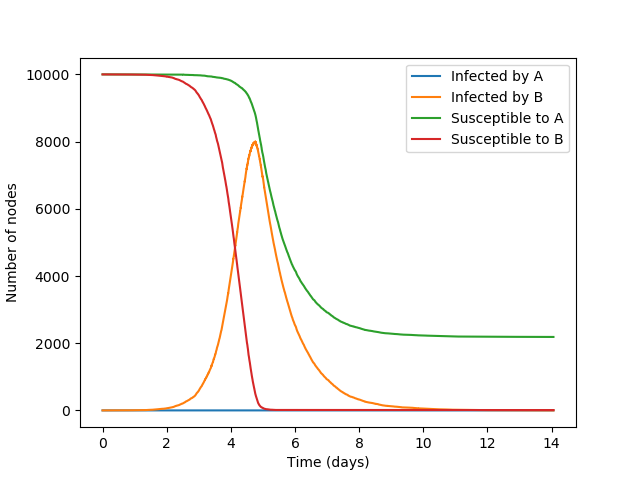 Infected by A
Infected by B
Susceptible to A
Susceptible to B
Number of nodes
10000
8000
6000
4000
2000
0
0 2 4 6 8 10 12 14
Time (days)